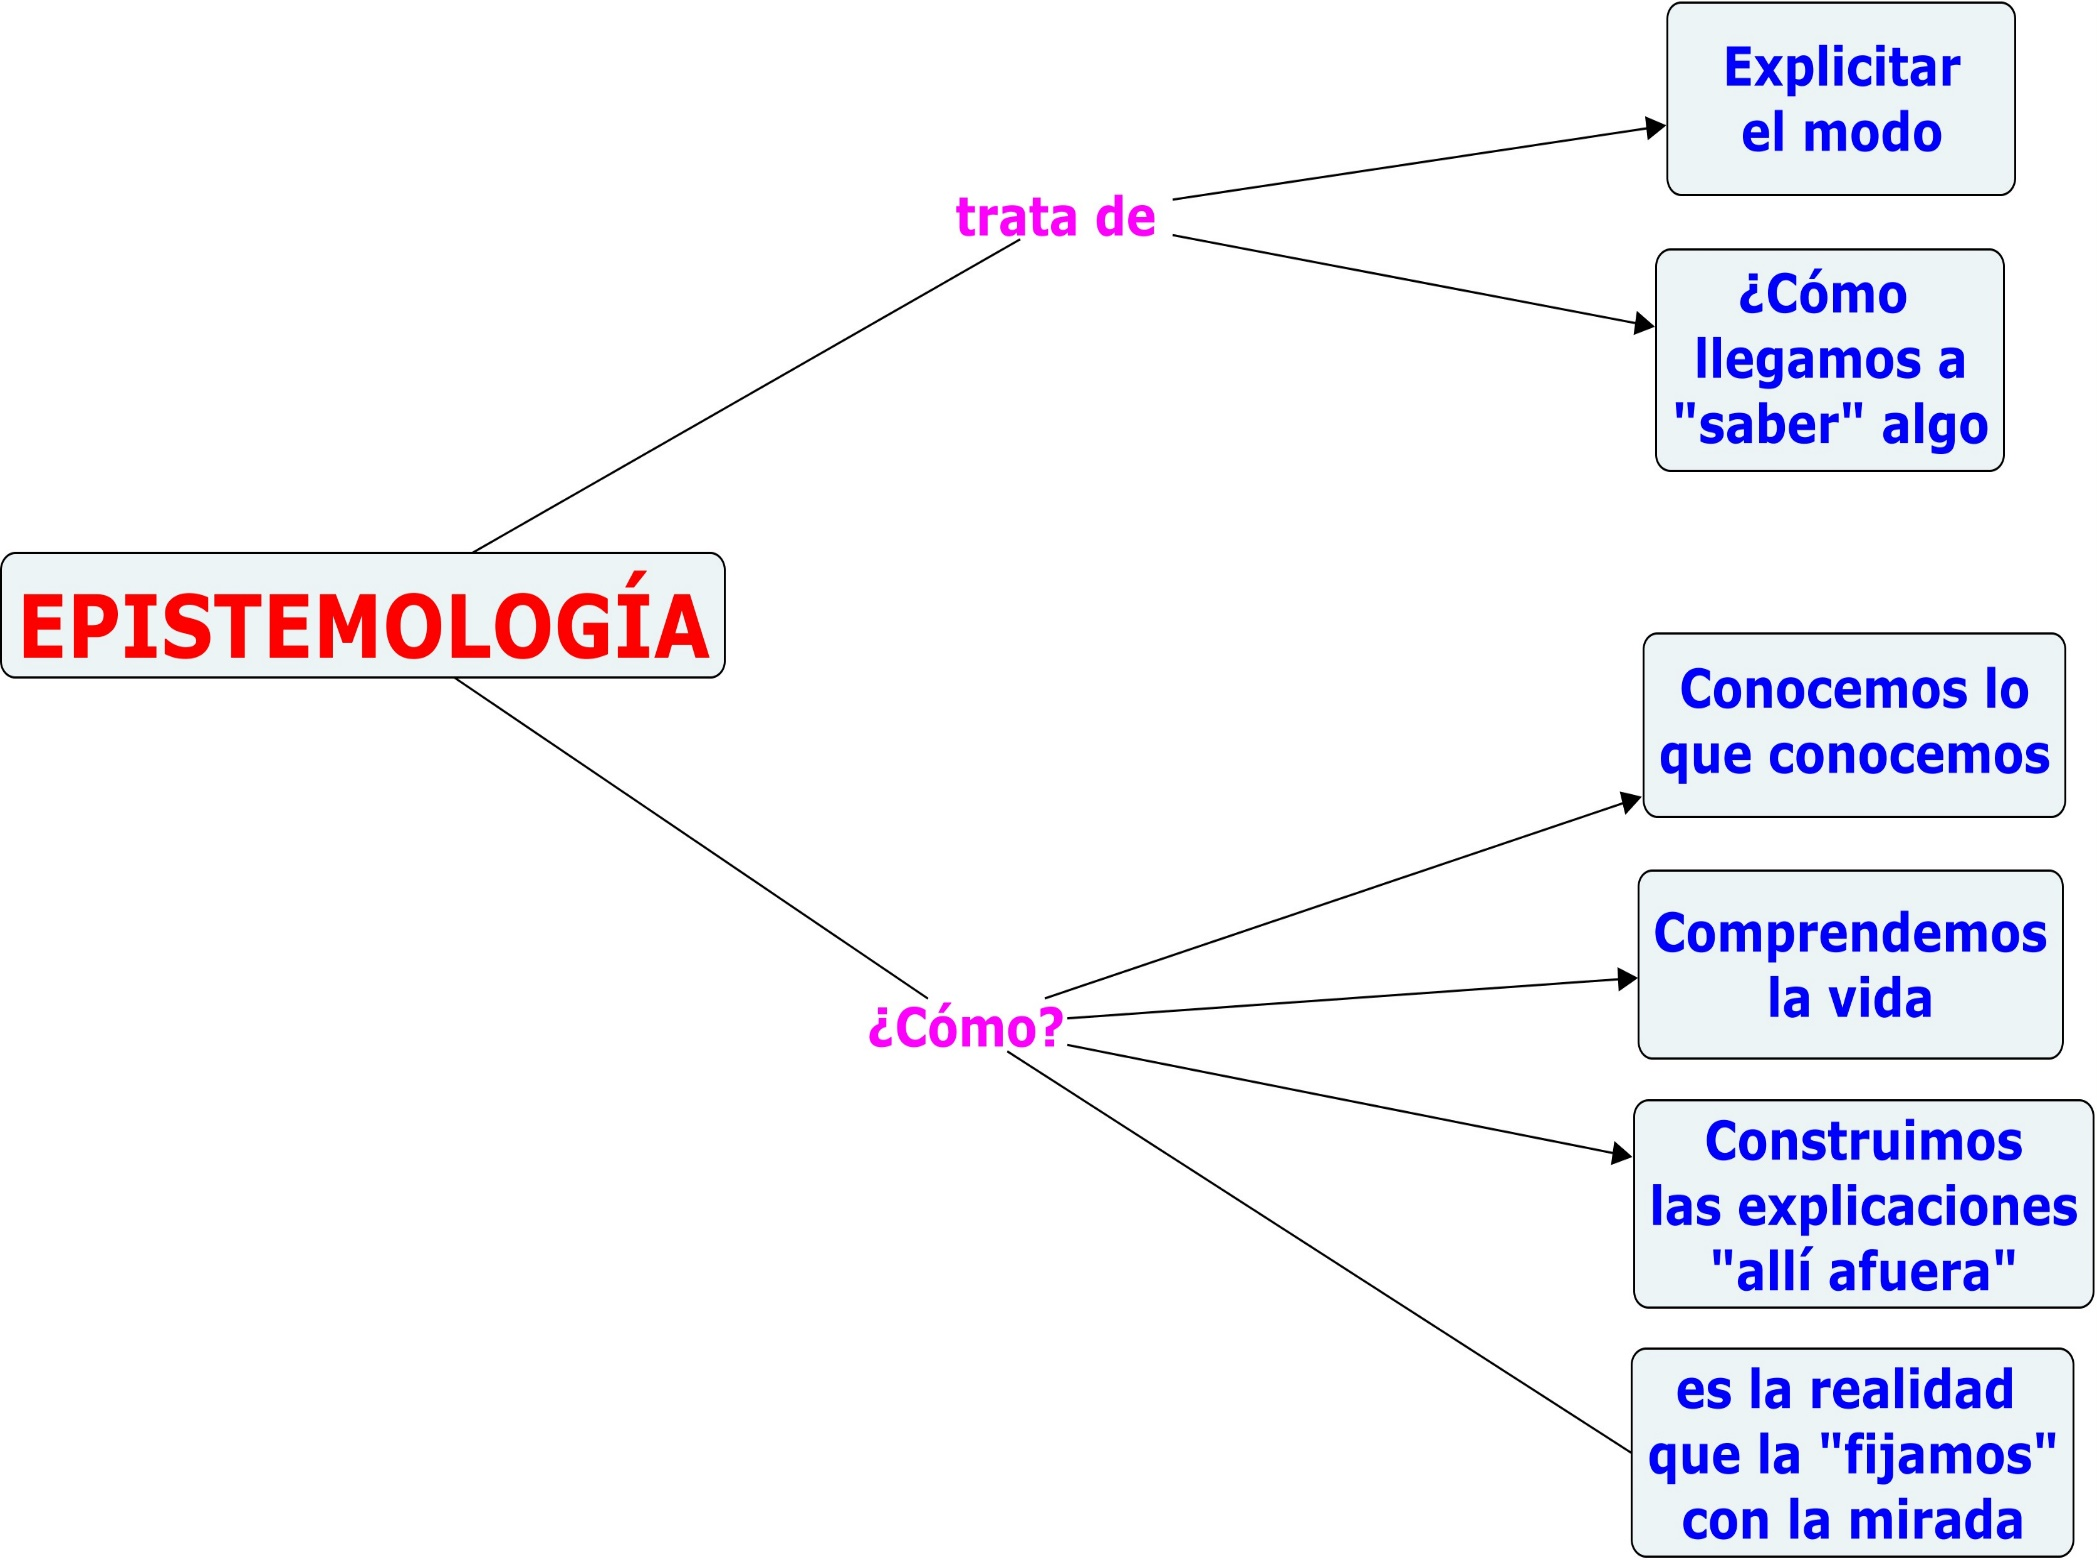 EPISTEMOLOGÍA
trata de
Explicitar
el modo
¿Cómo
llegamos a
"saber" algo
¿Cómo?
Conocemos lo
que conocemos
Comprendemos
la vida
Construimos
las explicaciones
"allí afuera"
es la realidad
que la "fijamos"
con la mirada